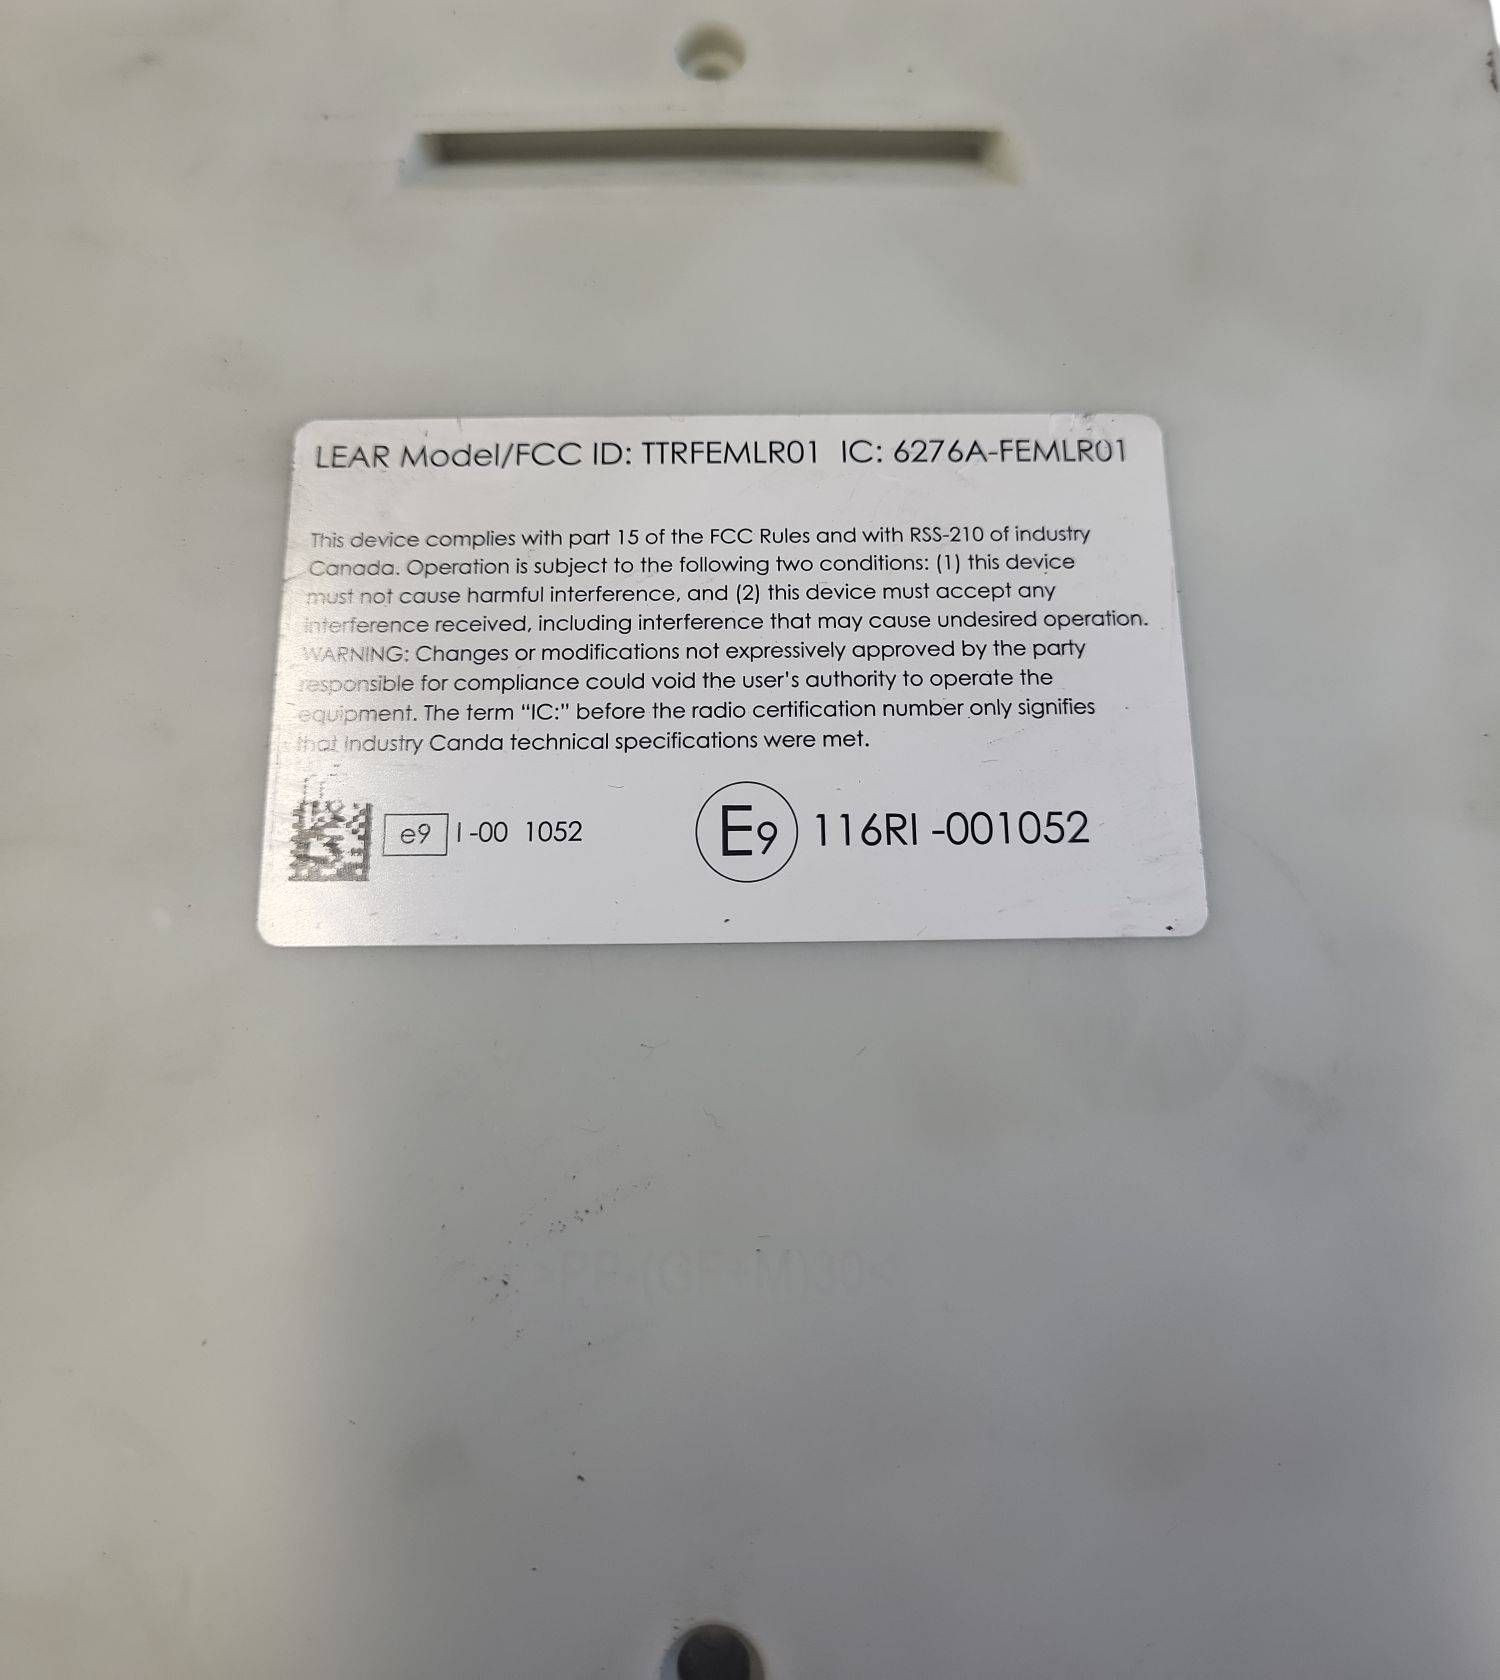 LEAR Model/FCC ID: TTRFEMLR01 IC: 6276A-FEMLR01
This device complies with part 15 of the FCC Rules and with RSS-210 of industry
Canada. Operation is subject to the following two conditions: (1) this device
must not cause harmful interference, and (2) this device must accept any
interference received, including interference that may cause undesired operation.
WARNING: Changes or modifications not expressively approved by the party
responsible for compliance could void the user's authority to operate the
equipment. The term “IC:” before the radio certification number only signifies
that industry Canda technical specifications were met.
e9 I-00 1052 E9 116RI-001052